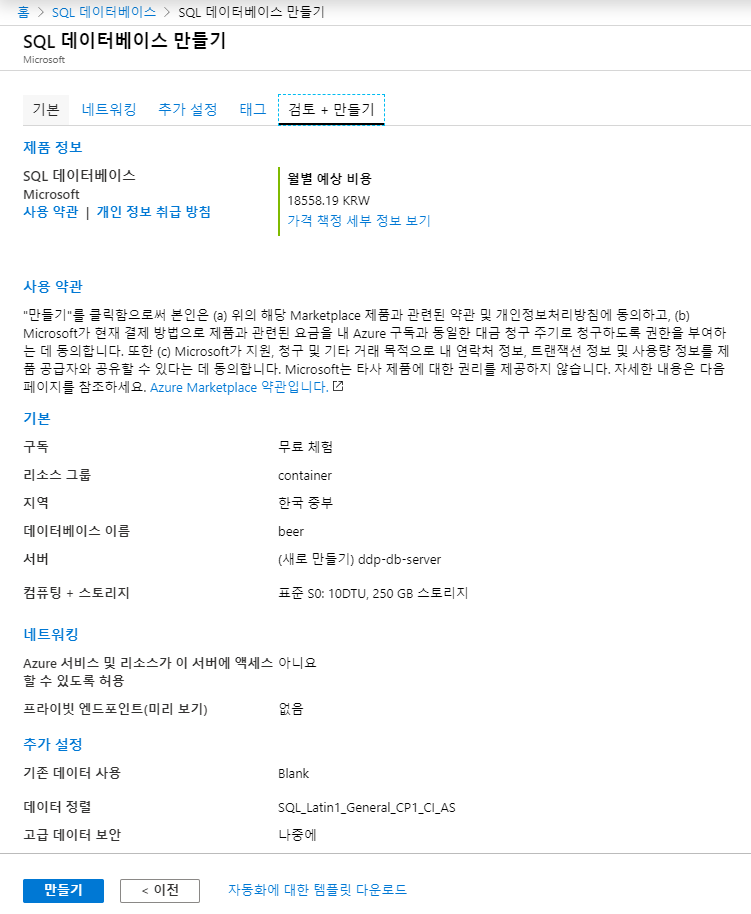 홈 > SQL 데이터베이스 > SQL 데이터베이스 만들기
SQL 데이터베이스 만들기
Microsoft
기본 네트워킹 추가 설정 태그 검토 + 만들기
제품 정보
SQL 데이터베이스
Microsoft
사용 약관 | 개인 정보 취급 방침
월별 예상 비용
18558.19 KRW
가격 책정 세부 정보 보기
사용 약관
"만들기"를 클릭함으로써 본인은 (a) 위의 해당 Marketplace 제품과 관련된 약관 및 개인정보처리방침에 동의하고, (b)
Microsoft가 현재 결제 방법으로 제품과 관련된 요금을 내 Azure 구독과 동일한 대금 청구 주기로 청구하도록 권한을 부여하
는 데 동의합니다. 또한 (c) Microsoft가 지원, 청구 및 기타 거래 목적으로 내 연락처 정보, 트랜잭션 정보 및 사용량 정보를 제
품 공급자와 공유할 수 있다는 데 동의합니다. Microsoft는 타사 제품에 대한 권리를 제공하지 않습니다. 자세한 내용은 다음
페이지를 참조하세요. Azure Marketplace 약관입니다.
기본
구독 무료 체험
리소스 그룹 container
지역 한국 중부
데이터베이스 이름 beer
서버 (새로 만들기) ddp-db-server
컴퓨팅 + 스토리지 표준 S0: 10DTU, 250 GB 스토리지
네트워킹
Azure 서비스 및 리소스가 이 서버에 액세스 아니요
할 수 있도록 허용
프라이빗 엔드포인트(미리 보기) 없음
추가 설정
기존 데이터 사용 Blank
데이터 정렬 SQL_Latin1_General_CP1_CI_AS
고급 데이터 보안 나중에
만들기 < 이전 자동화에 대한 템플릿 다운로드